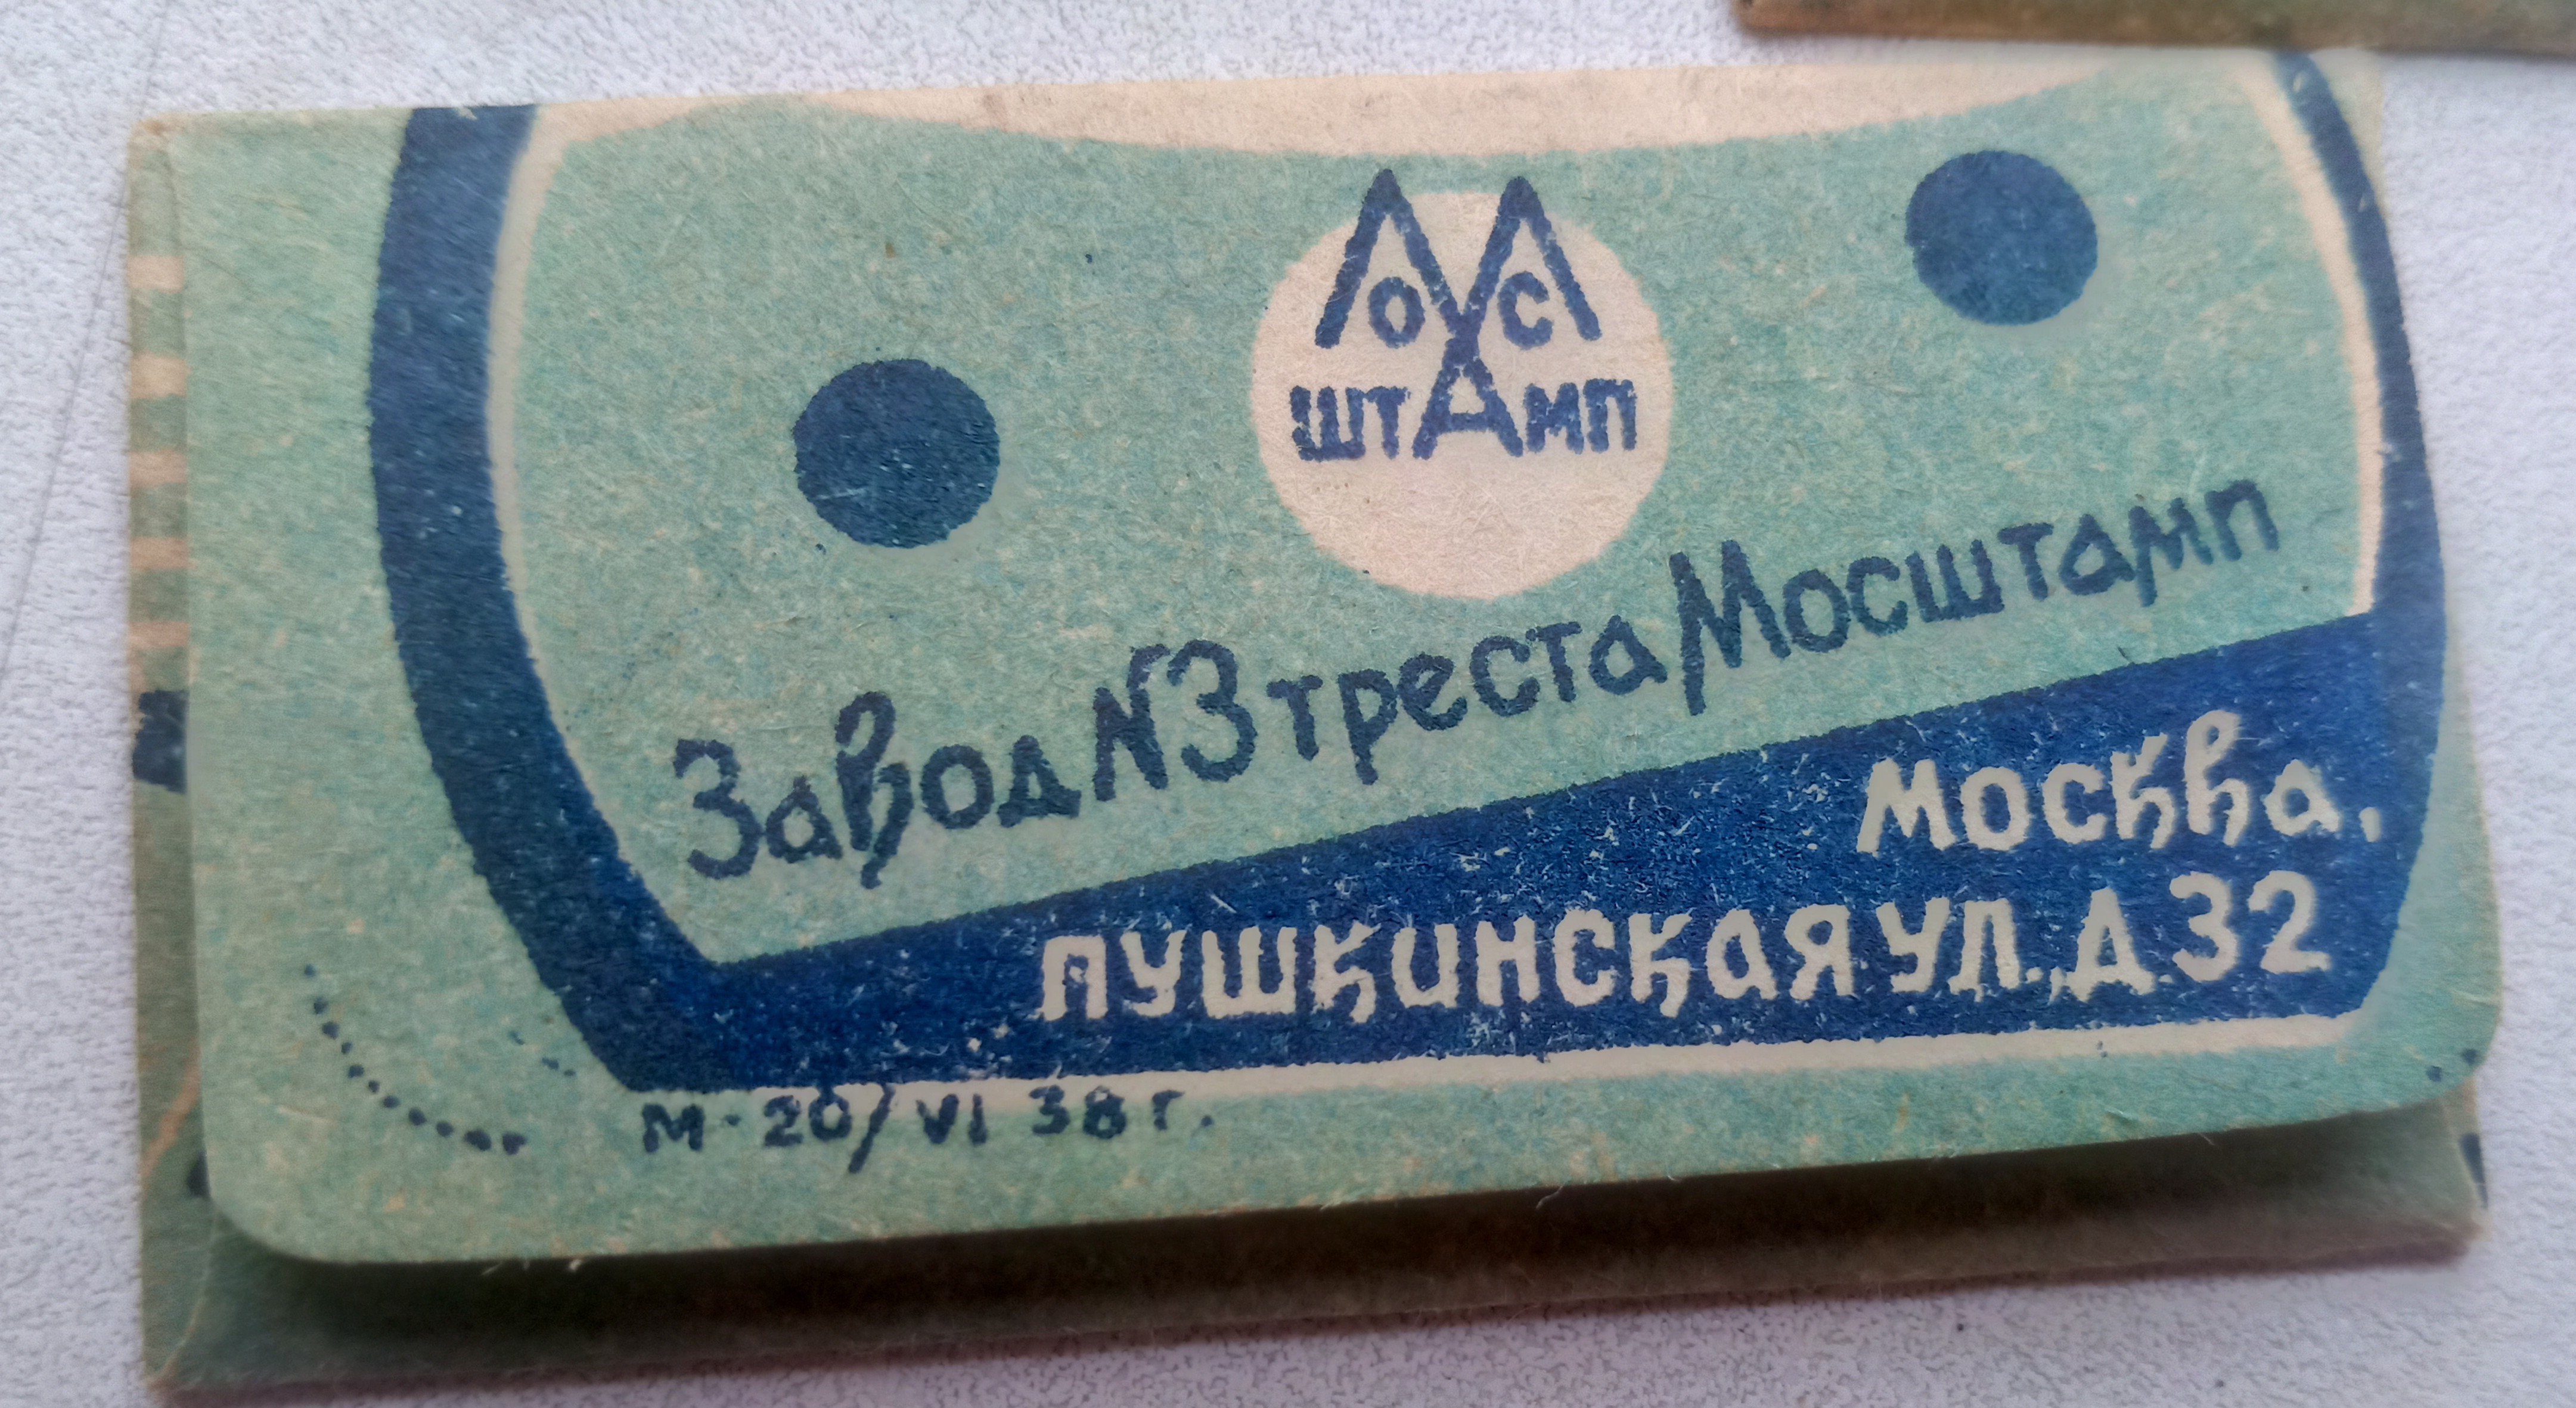 Мос
штамп
Завод №3 треста Мосштамп
Москва,
Пушкинская ул., д. 32
М-20/VI 38 г.